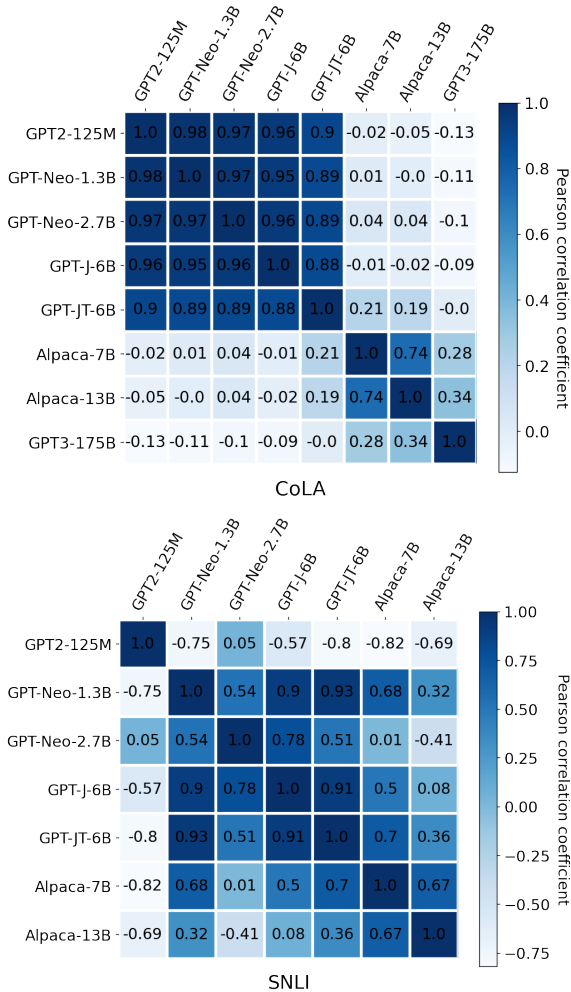 GPT2-125M GPT-Neo-1.3B GPT-Neo-2.7B GPT-J-6B GPT-JT-6B Alpaca-7B Alpaca-13B GPT3-175B
GPT2-125M 1.0 0.98 0.97 0.96 0.9 -0.02 -0.05 -0.13
GPT-Neo-1.3B 0.98 1.0 0.97 0.95 0.89 0.01 -0.0 -0.11
GPT-Neo-2.7B 0.97 0.97 1.0 0.96 0.89 0.04 0.04 -0.1
GPT-J-6B 0.96 0.95 0.96 1.0 0.88 -0.01 -0.02 -0.09
GPT-JT-6B 0.9 0.89 0.89 0.88 1.0 0.21 0.19 -0.0
Alpaca-7B -0.02 0.01 0.04 -0.01 0.21 1.0 0.74 0.28
Alpaca-13B -0.05 -0.0 0.04 -0.02 0.19 0.74 1.0 0.34
GPT3-175B -0.13 -0.11 -0.1 -0.09 -0.0 0.28 0.34 1.0
1.0
0.8
0.6
0.4
0.2
0.0
Pearson correlation coefficient
CoLA
GPT2-125M GPT-Neo-1.3B GPT-Neo-2.7B GPT-J-6B GPT-JT-6B Alpaca-7B Alpaca-13B
GPT2-125M 1.0 -0.75 0.05 -0.57 -0.8 -0.82 -0.69
GPT-Neo-1.3B -0.75 1.0 0.54 0.9 0.93 0.68 0.32
GPT-Neo-2.7B 0.05 0.54 1.0 0.78 0.51 0.01 -0.41
GPT-J-6B -0.57 0.9 0.78 1.0 0.91 0.5 0.08
GPT-JT-6B -0.8 0.93 0.51 0.91 1.0 0.7 0.36
Alpaca-7B -0.82 0.68 0.01 0.5 0.7 1.0 0.67
Alpaca-13B -0.69 0.32 -0.41 0.08 0.36 0.67 1.0
1.00
0.75
0.50
0.25
0.00
−0.25
−0.50
−0.75
Pearson correlation coefficient
SNLI